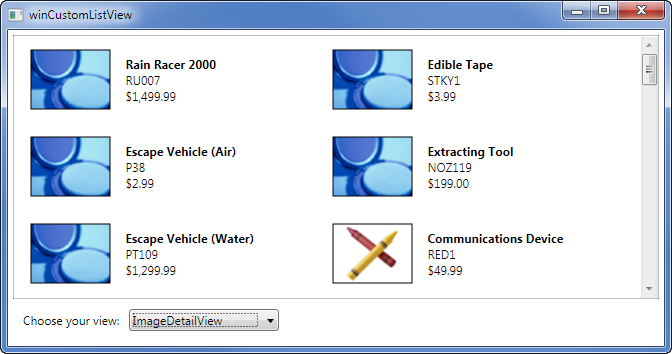 winCustomListView
Rain Racer 2000
RU007
$1,499.99
Edible Tape
STKY1
$3.99
Escape Vehicle (Air)
P38
$2.99
Extracting Tool
NOZ119
$199.00
Escape Vehicle (Water)
PT109
$1,299.99
Communications Device
RED1
$49.99
Choose your view: ImageDetailView